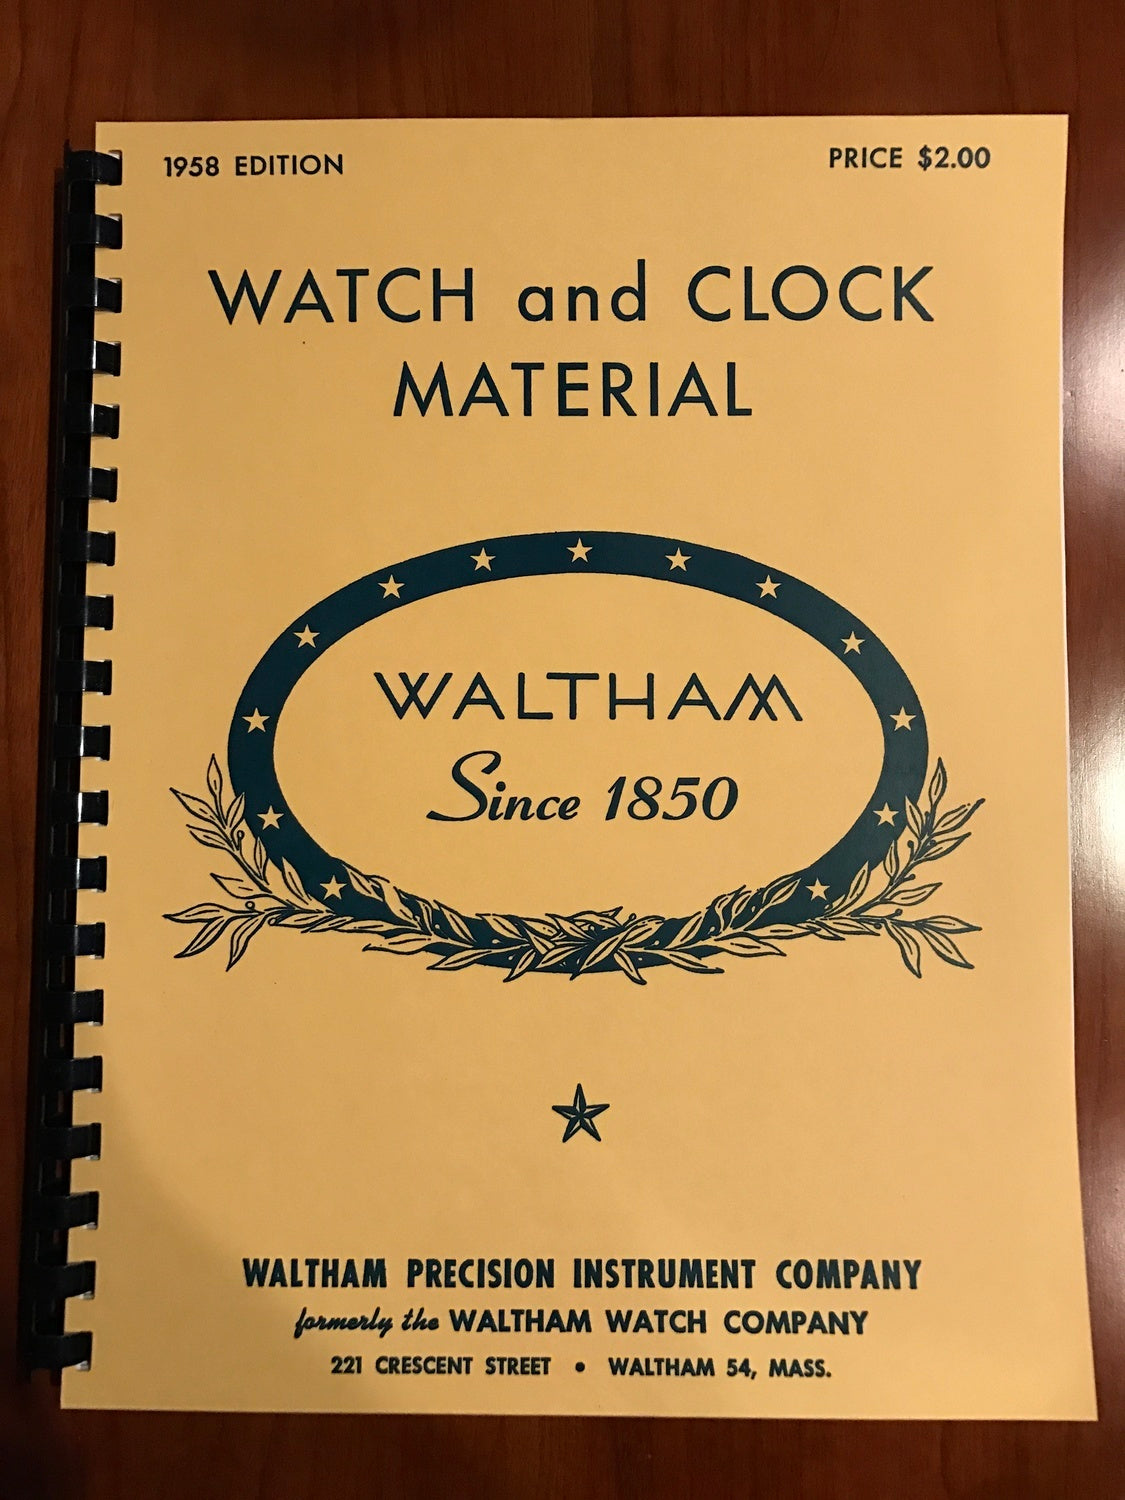 1958 EDITION
PRICE $2.00
WATCH and CLOCK
MATERIAL
WALTHAM
Since 1850
WALTHAM PRECISION INSTRUMENT COMPANY
formerly the WALTHAM WATCH COMPANY
221 CRESCENT STREET • WALTHAM 54, MASS.